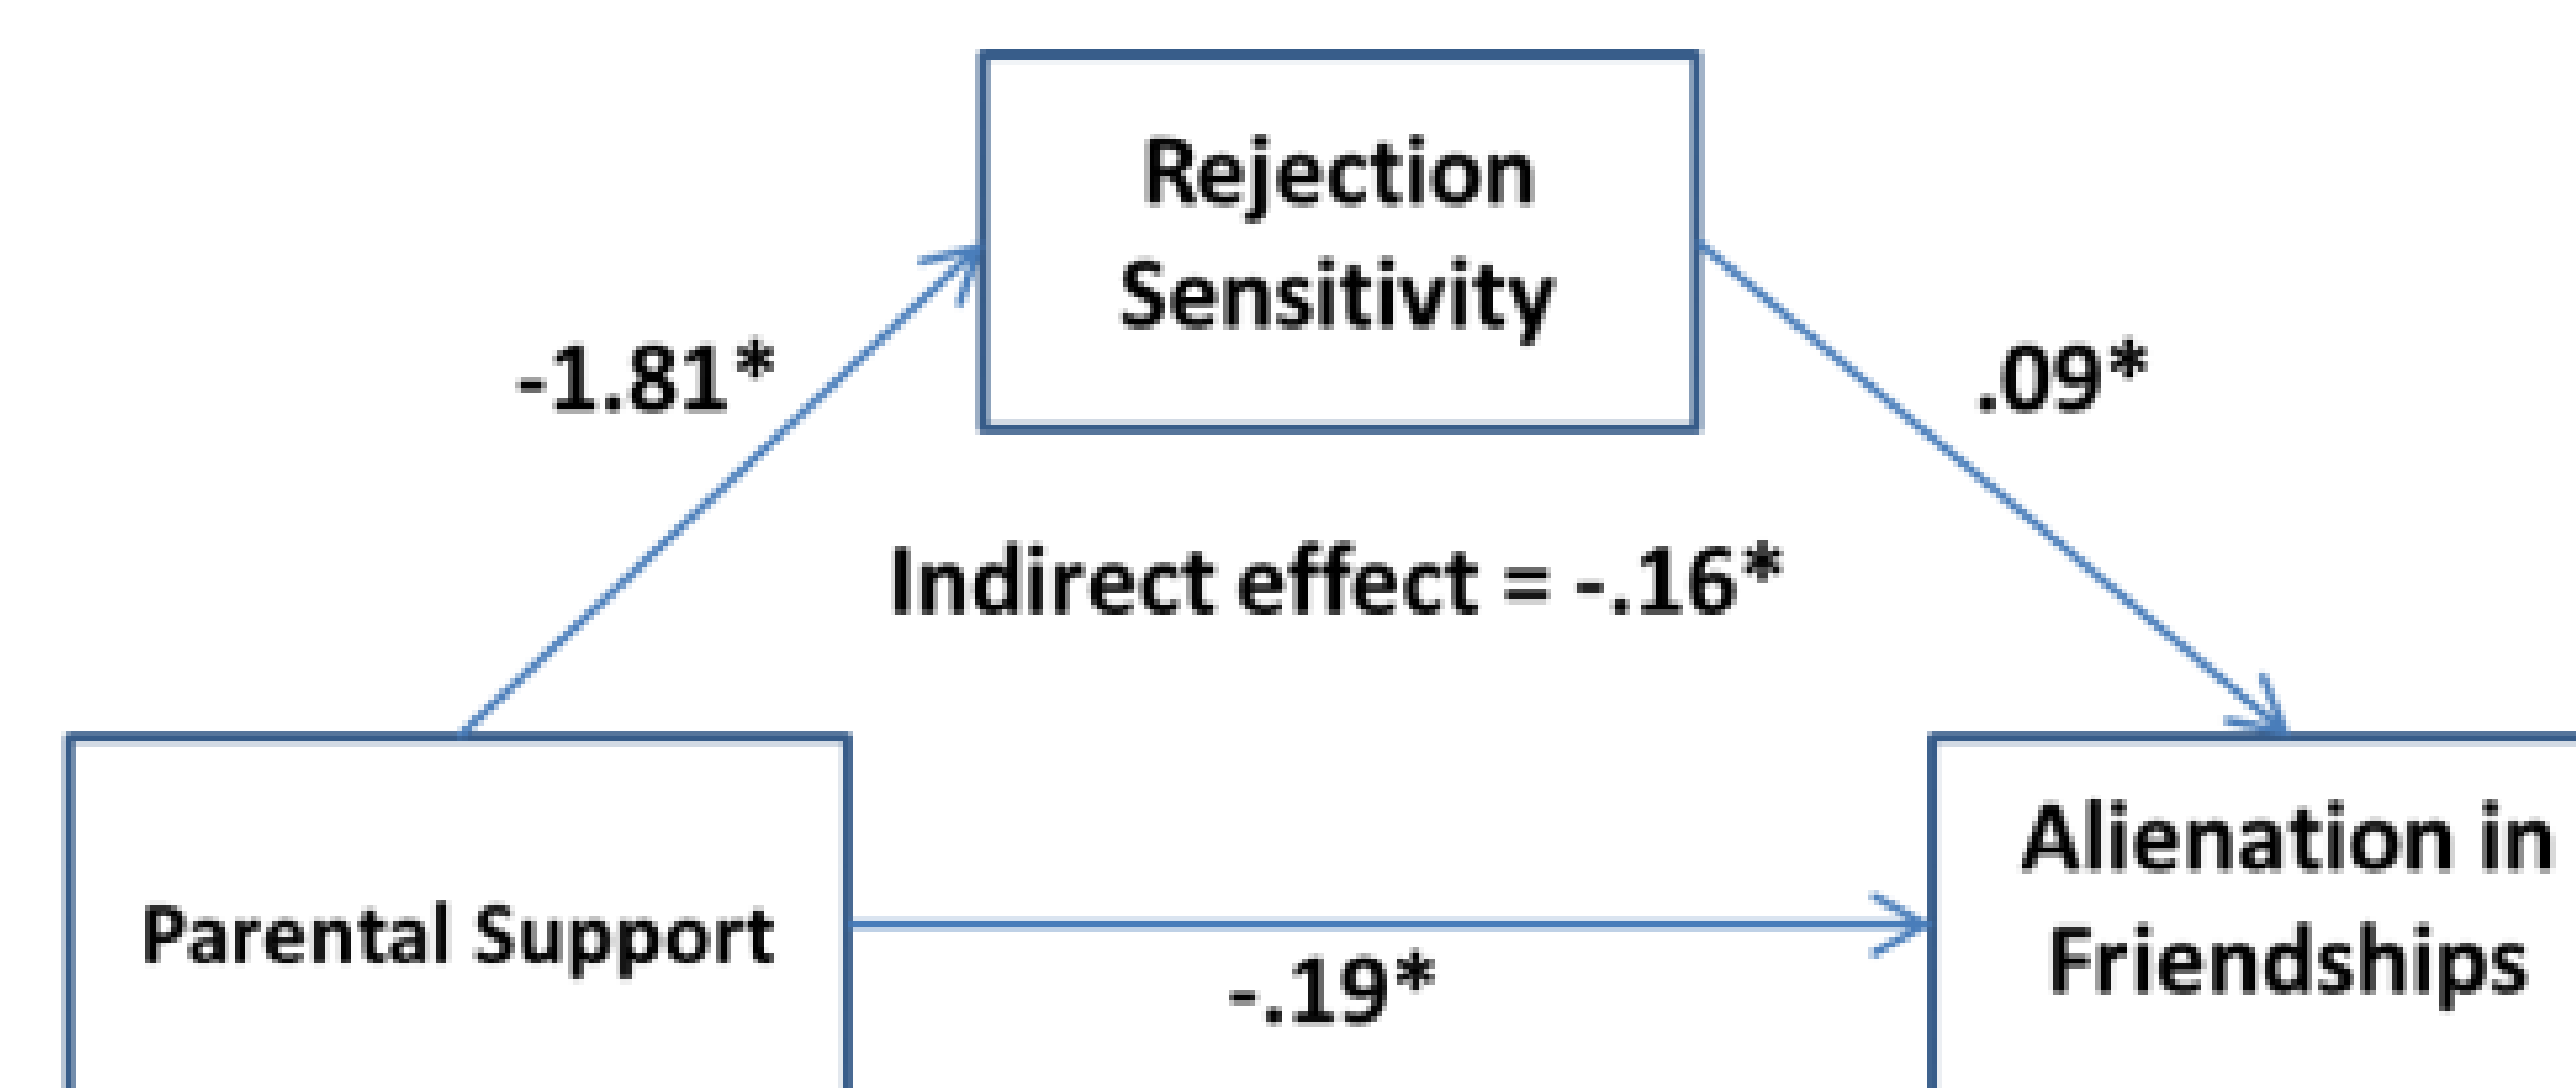 Rejection
Sensitivity
-1.81*
.09*
Indirect effect = -.16*
Parental Support
-.19*
Alienation in
Friendships